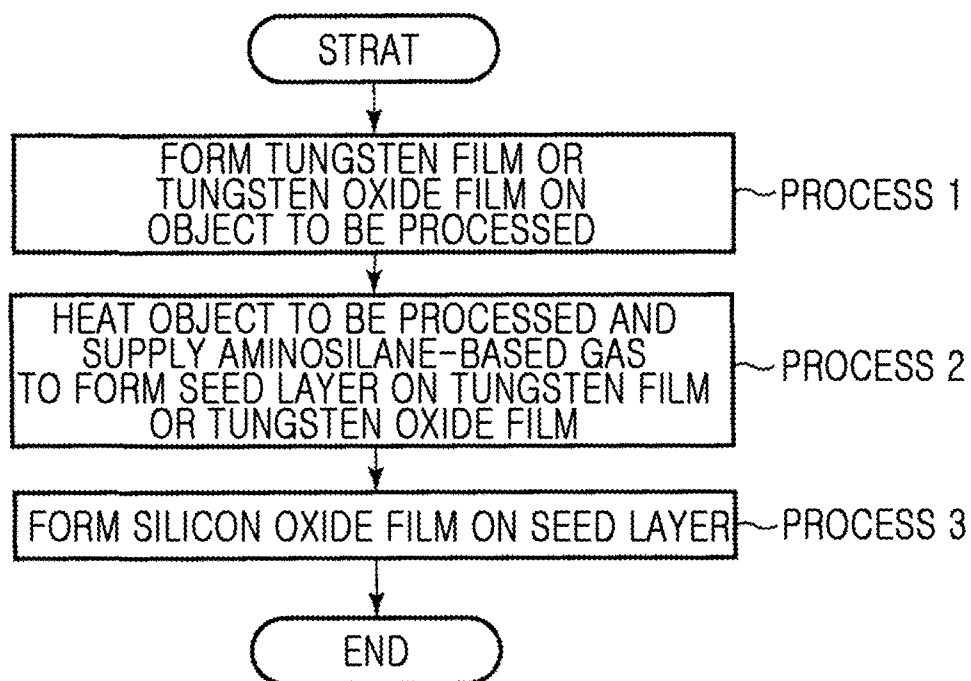 STRAT
FORM TUNGSTEN FILM OR
TUNGSTEN OXIDE FILM ON
OBJECT TO BE PROCESSED
PROCESS 1
HEAT OBJECT TO BE PROCESSED AND
SUPPLY AMINOSILANE-BASED GAS
TO FORM SEED LAYER ON TUNGSTEN FILM
OR TUNGSTEN OXIDE FILM
PROCESS 2
FORM SILICON OXIDE FILM ON SEED LAYER
PROCESS 3
END